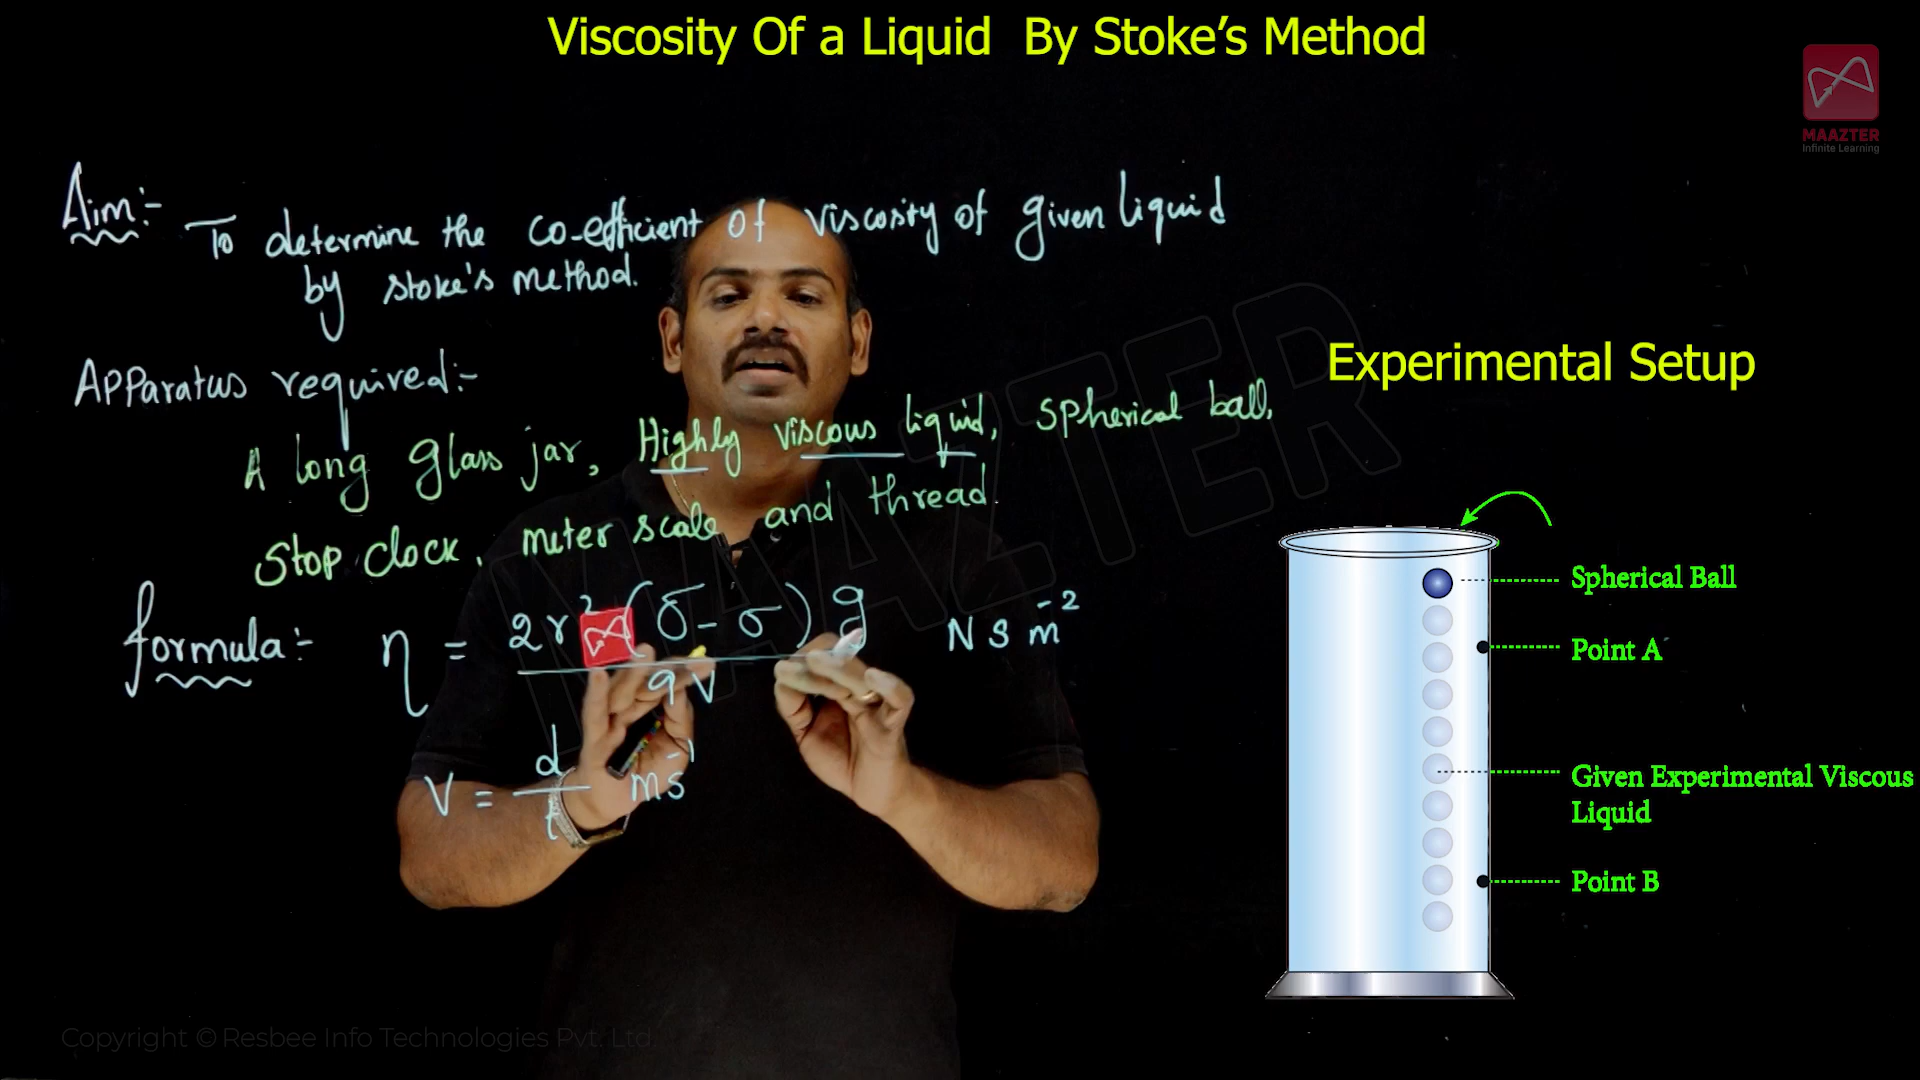 Viscosity Of a Liquid By Stoke's Method
MAAZTER
Infinite Learning
Aim:-
To determine the co-efficient of viscosity of given liquid
by stoke's method.
Apparatus required:-
A long glass jar, Highly viscous liquid, spherical ball,
Stop clock, meter scale and thread.
formula:- η = 2r²(δ - σ)g / 9V N S m⁻²
V = d/t ms⁻¹
Experimental Setup
Spherical Ball
Point A
Given Experimental Viscous
Liquid
Point B
MAAZTER
Copyright © Resbee Info Technologies Pvt. Ltd.